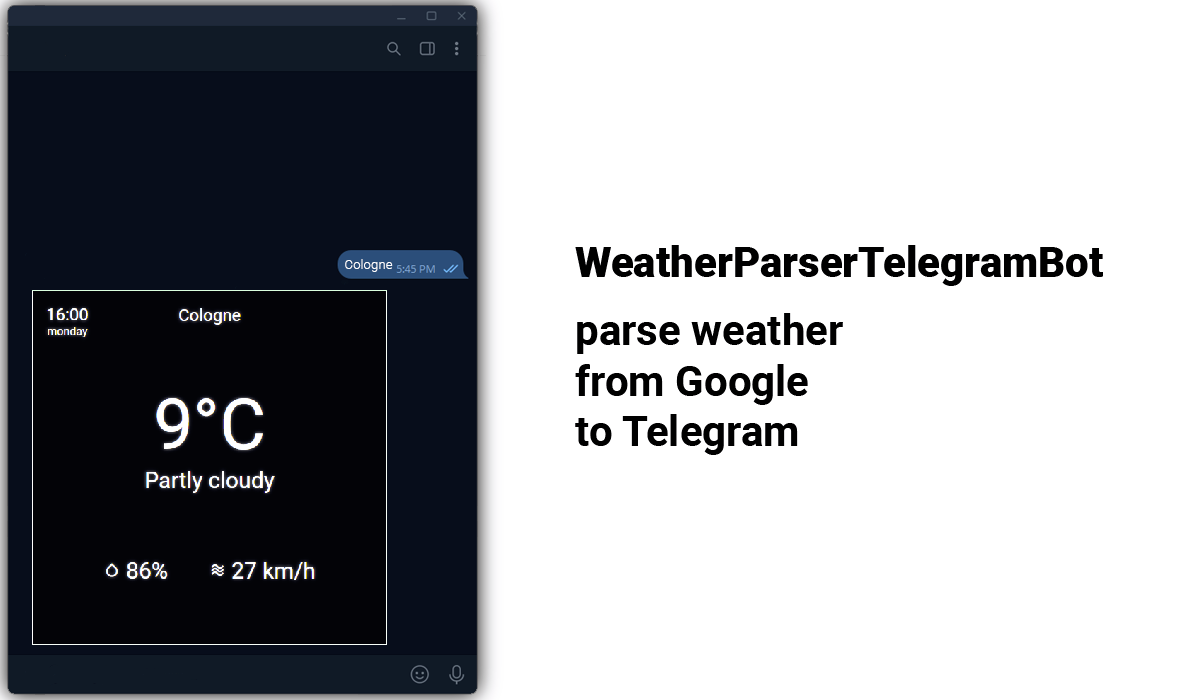 Cologne 5:45 PM
16:00
monday
Cologne
9°C
Partly cloudy
86% 27 km/h
WeatherParserTelegramBot
parse weather
from Google
to Telegram